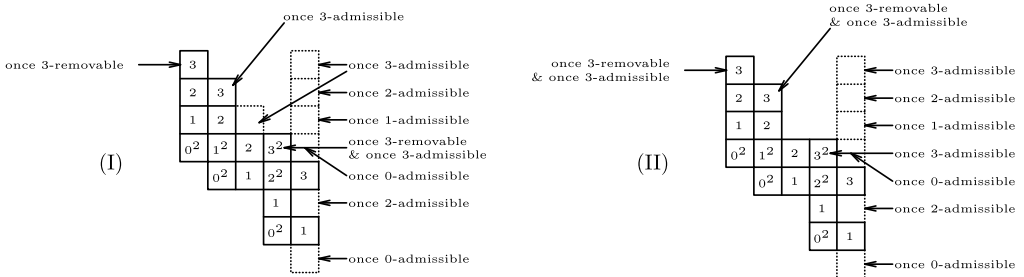 once 3-admissible
once 3-removable
3
once 3-admissible
2 3
once 2-admissible
1 2
once 1-admissible
(I)
0² 1² 2 3²
once 3-removable
& once 3-admissible
0² 1 2² 3
once 0-admissible
1
once 2-admissible
0² 1
once 0-admissible
once 3-removable
& once 3-admissible
once 3-removable
& once 3-admissible
3
once 3-admissible
2 3
once 2-admissible
1 2
once 1-admissible
(II)
0² 1² 2 3²
once 3-admissible
0² 1 2² 3
once 0-admissible
1
once 2-admissible
0² 1
once 0-admissible